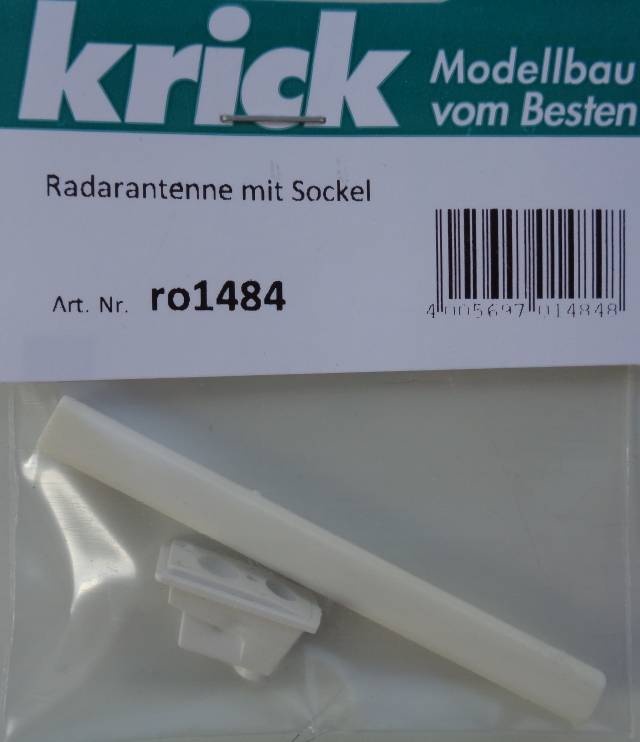 krick
Modellbau
vom Besten
Radarantenne mit Sockel
Art. Nr. ro1484
4 005697 014848